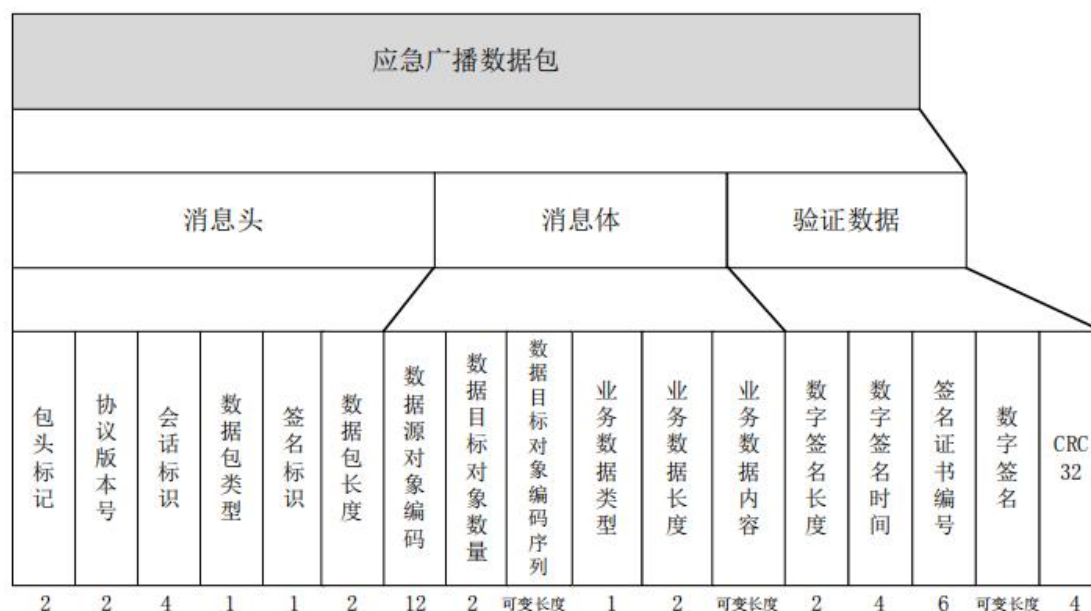 应急广播数据包
消息头
消息体
验证数据
包头标记
协议版本号
会话标识
数据包类型
签名标识
数据包长度
数据源对象编码
数据目标对象数量
数据目标对象编码序列
业务数据类型
业务数据长度
业务数据内容
数字签名长度
数字签名时间
签名证书编号
数字签名
CRC
32
2
2
4
1
1
2
12
2
可变长度
1
2
可变长度
2
4
6
可变长度
4